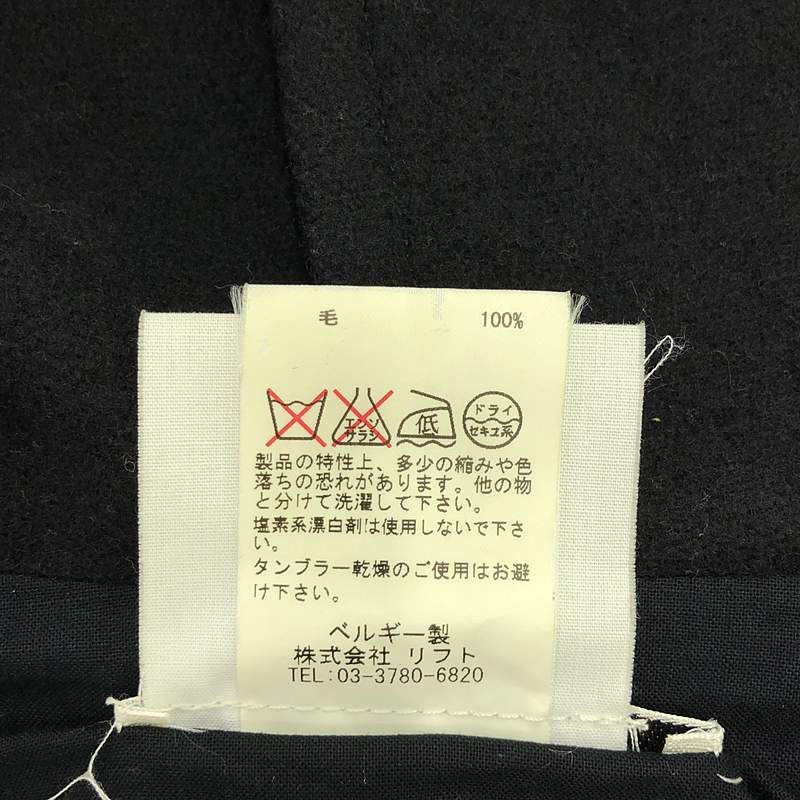 毛 100%
エンソ
サラシ
低
ドライ
セキユ系
製品の特性上、多少の縮みや色
落ちの恐れがあります。他の物
と分けて洗濯して下さい。
塩素系漂白剤は使用しないで下さ
い。
タンブラー乾燥のご使用はお避
け下さい。
ベルギー製
株式会社 リフト
TEL:03-3780-6820